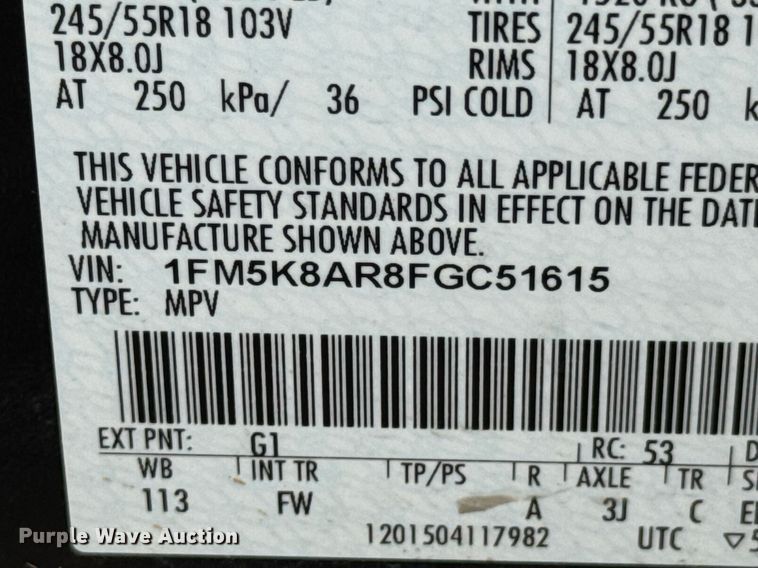 245/55R18 103V TIRES 245/55R18 1
18X8.0J RIMS 18X8.0J
AT 250 kPa/ 36 PSI COLD AT 250 k
THIS VEHICLE CONFORMS TO ALL APPLICABLE FEDER
VEHICLE SAFETY STANDARDS IN EFFECT ON THE DAT
MANUFACTURE SHOWN ABOVE.
VIN: 1FM5K8AR8FGC51615
TYPE: MPV
EXT PNT: G1 RC: 53 D
WB INT TR TP/PS R AXLE TR S
113 FW A 3J C
1201504117982 UTC
Purple Wave Auction